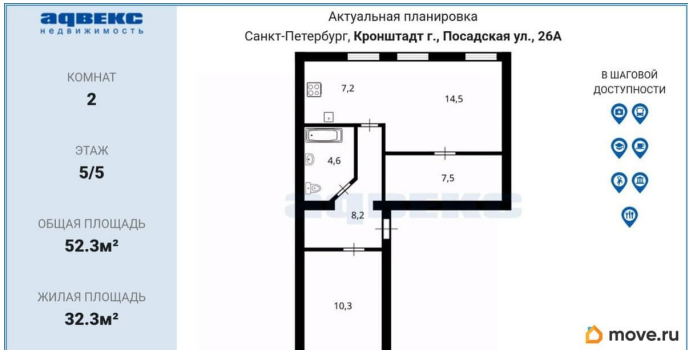 адвекс
недвижимость
КОМНАТ
2
ЭТАЖ
5/5
ОБЩАЯ ПЛОЩАДЬ
52.3м²
ЖИЛАЯ ПЛОЩАДЬ
32.3м²
Актуальная планировка
Санкт-Петербург, Кронштадт г., Посадская ул., 26А
7,2
14,5
4,6
7,5
адвекс
8,2
10,3
В ШАГОВОЙ
ДОСТУПНОСТИ
move.ru